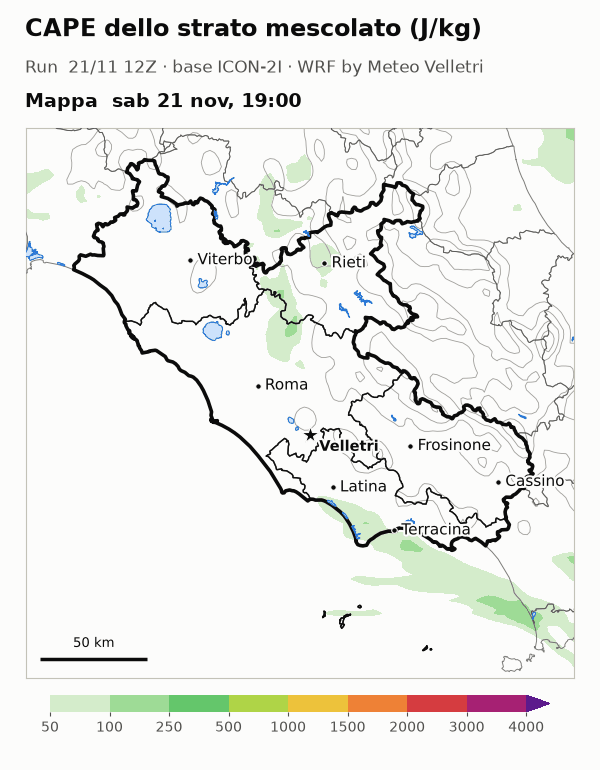 CAPE dello strato mescolato (J/kg)
Run  21/11 12Z · base ICON-2I · WRF by Meteo Velletri
Mappa  sab 21 nov, 19:00
Viterbo
Rieti
Roma
Velletri
Frosinone
Cassino
Latina
Terracina
50 km
50 100 250 500 1000 1500 2000 3000 4000